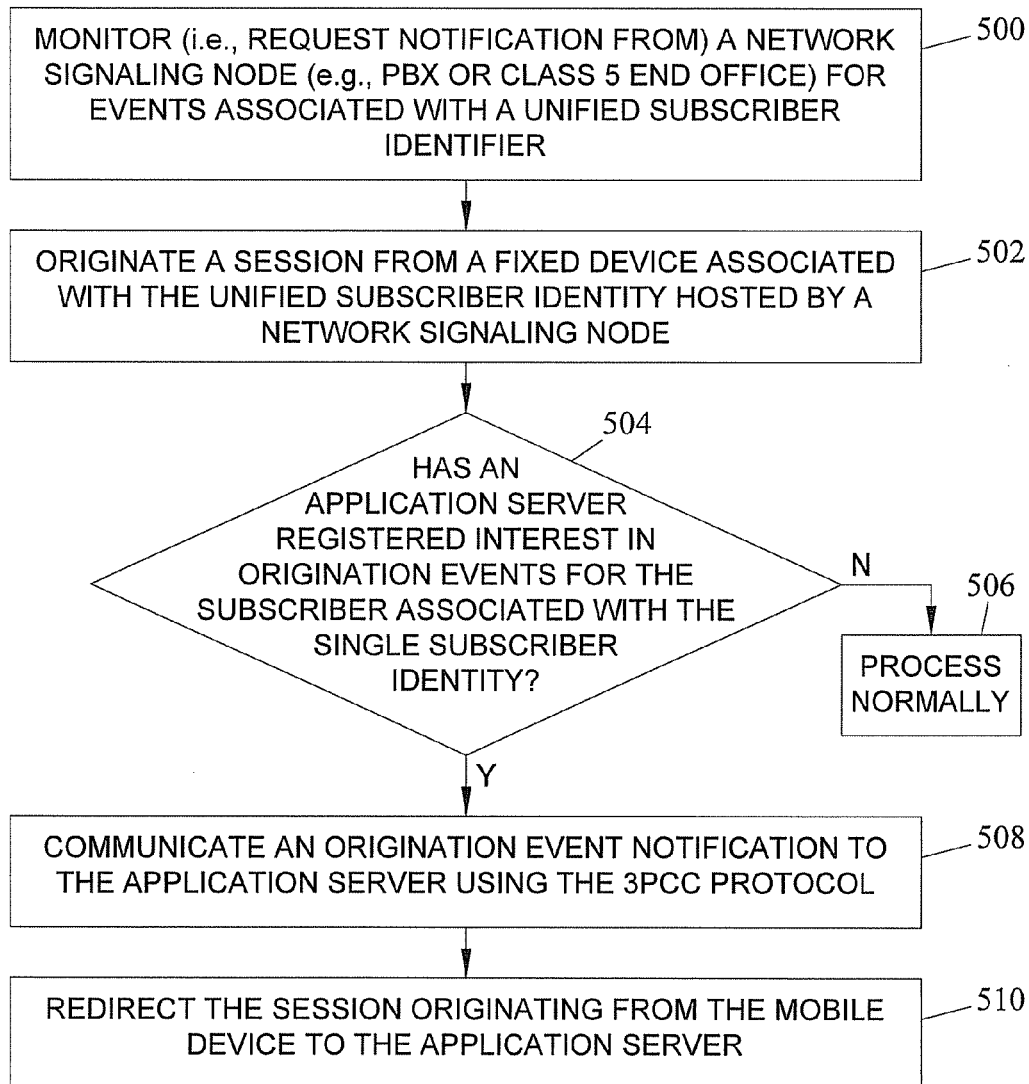 MONITOR (i.e., REQUEST NOTIFICATION FROM) A NETWORK
SIGNALING NODE (e.g., PBX OR CLASS 5 END OFFICE) FOR
EVENTS ASSOCIATED WITH A UNIFIED SUBSCRIBER
IDENTIFIER
500
ORIGINATE A SESSION FROM A FIXED DEVICE ASSOCIATED
WITH THE UNIFIED SUBSCRIBER IDENTITY HOSTED BY A
NETWORK SIGNALING NODE
502
504
HAS AN
APPLICATION SERVER
REGISTERED INTEREST IN
ORIGINATION EVENTS FOR THE
SUBSCRIBER ASSOCIATED WITH THE
SINGLE SUBSCRIBER
IDENTITY?
N
506
PROCESS
NORMALLY
Y
COMMUNICATE AN ORIGINATION EVENT NOTIFICATION TO
THE APPLICATION SERVER USING THE 3PCC PROTOCOL
508
REDIRECT THE SESSION ORIGINATING FROM THE MOBILE
DEVICE TO THE APPLICATION SERVER
510